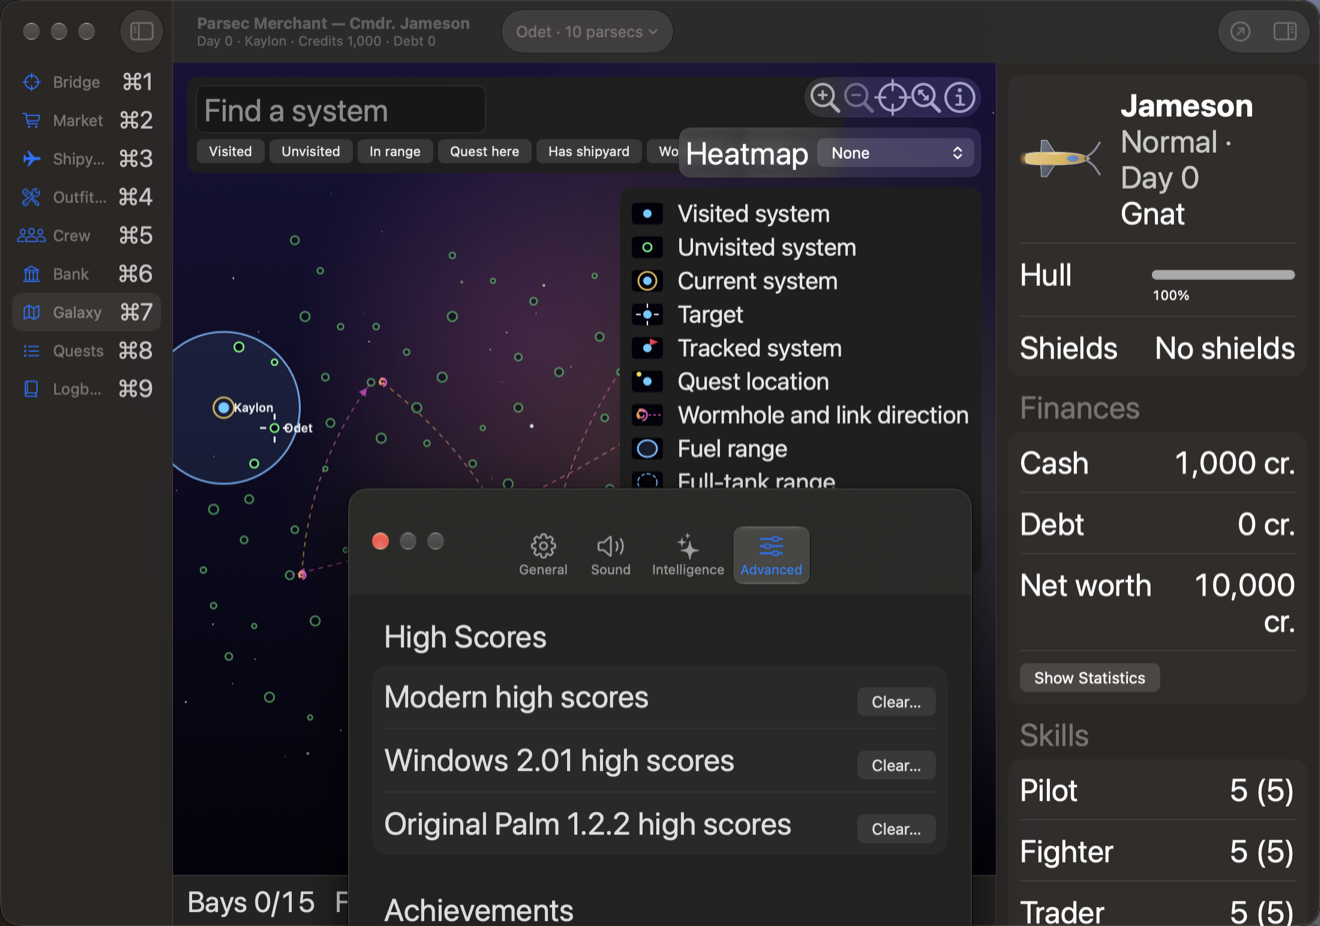 Parsec Merchant — Cmdr. Jameson
Day 0 · Kaylon · Credits 1,000 · Debt 0
Odet · 10 parsecs
Bridge ⌘1
Market ⌘2
Shipy... ⌘3
Outfit... ⌘4
Crew ⌘5
Bank ⌘6
Galaxy ⌘7
Quests ⌘8
Logb... ⌘9
Find a system
Visited
Unvisited
In range
Quest here
Has shipyard
Wo
Heatmap
None
Visited system
Unvisited system
Current system
Target
Tracked system
Quest location
Wormhole and link direction
Fuel range
Full-tank range
Kaylon
Odet
Bays 0/15 F
General
Sound
Intelligence
Advanced
High Scores
Modern high scores Clear...
Windows 2.01 high scores Clear...
Original Palm 1.2.2 high scores Clear...
Achievements
Jameson
Normal ·
Day 0
Gnat
Hull
100%
Shields No shields
Finances
Cash 1,000 cr.
Debt 0 cr.
Net worth 10,000
cr.
Show Statistics
Skills
Pilot 5 (5)
Fighter 5 (5)
Trader 5 (5)